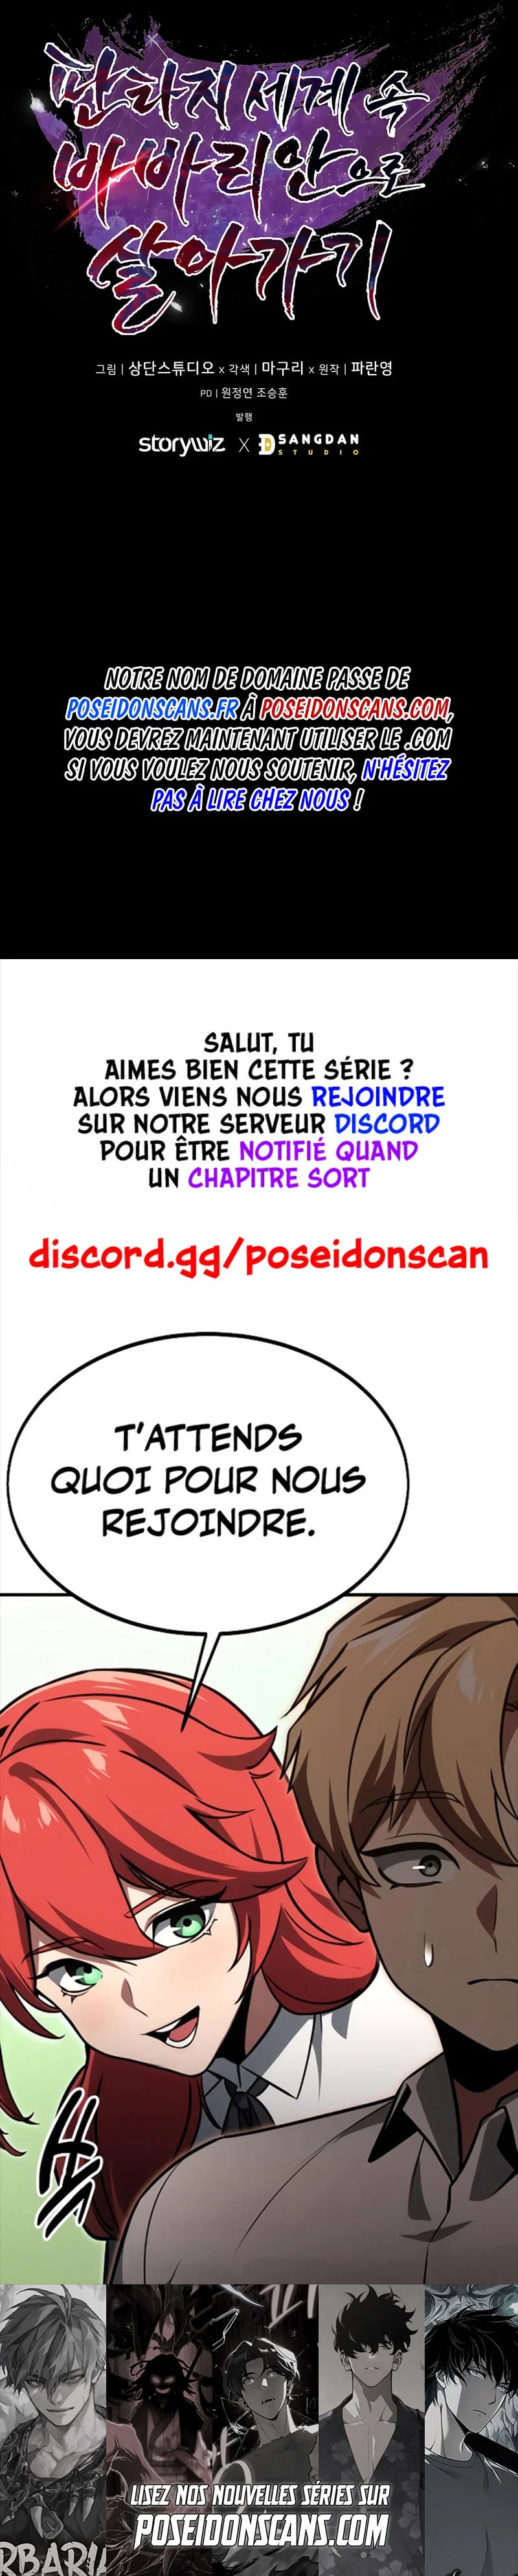 판타지 세계 속
바바리안으로
살아가기
그림 | 상단스튜디오 x 각색 | 마구리 x 원작 | 파란영
PD | 원정연 조승훈
발행
storywiz X SANGDAN
STUDIO
NOTRE NOM DE DOMAINE PASSE DE
POSEIDONSCANS.FR À POSEIDONSCANS.COM,
VOUS DEVREZ MAINTENANT UTILISER LE .COM
SI VOUS VOULEZ NOUS SOUTENIR, N'HÉSITEZ
PAS À LIRE CHEZ NOUS !
SALUT, TU
AIMES BIEN CETTE SÉRIE ?
ALORS VIENS NOUS REJOINDRE
SUR NOTRE SERVEUR DISCORD
POUR ÊTRE NOTIFIÉ QUAND
UN CHAPITRE SORT
discord.gg/poseidonscan
T'ATTENDS
QUOI POUR NOUS
REJOINDRE.
LISEZ NOS NOUVELLES SÉRIES SUR
POSEIDONSCANS.COM